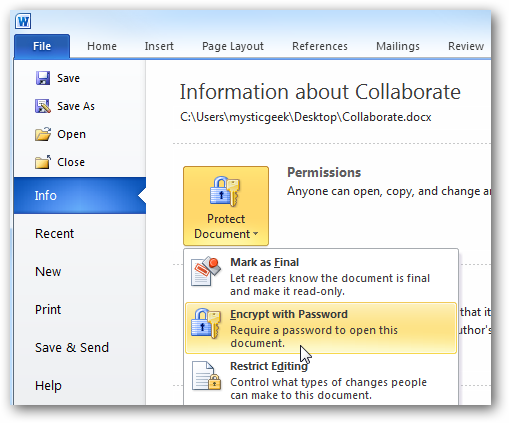 W
File Home Insert Page Layout References Mailings Review
Save
Save As
Open
Close
Info
Recent
New
Print
Save & Send
Help
Information about Collaborate
C:\Users\mysticgeek\Desktop\Collaborate.docx
Protect
Document
Permissions
Anyone can open, copy, and change
Mark as Final
Let readers know the document is final
and make it read-only.
Encrypt with Password
Require a password to open this
document.
Restrict Editing
Control what types of changes people
can make to this document.
that it
uthor's